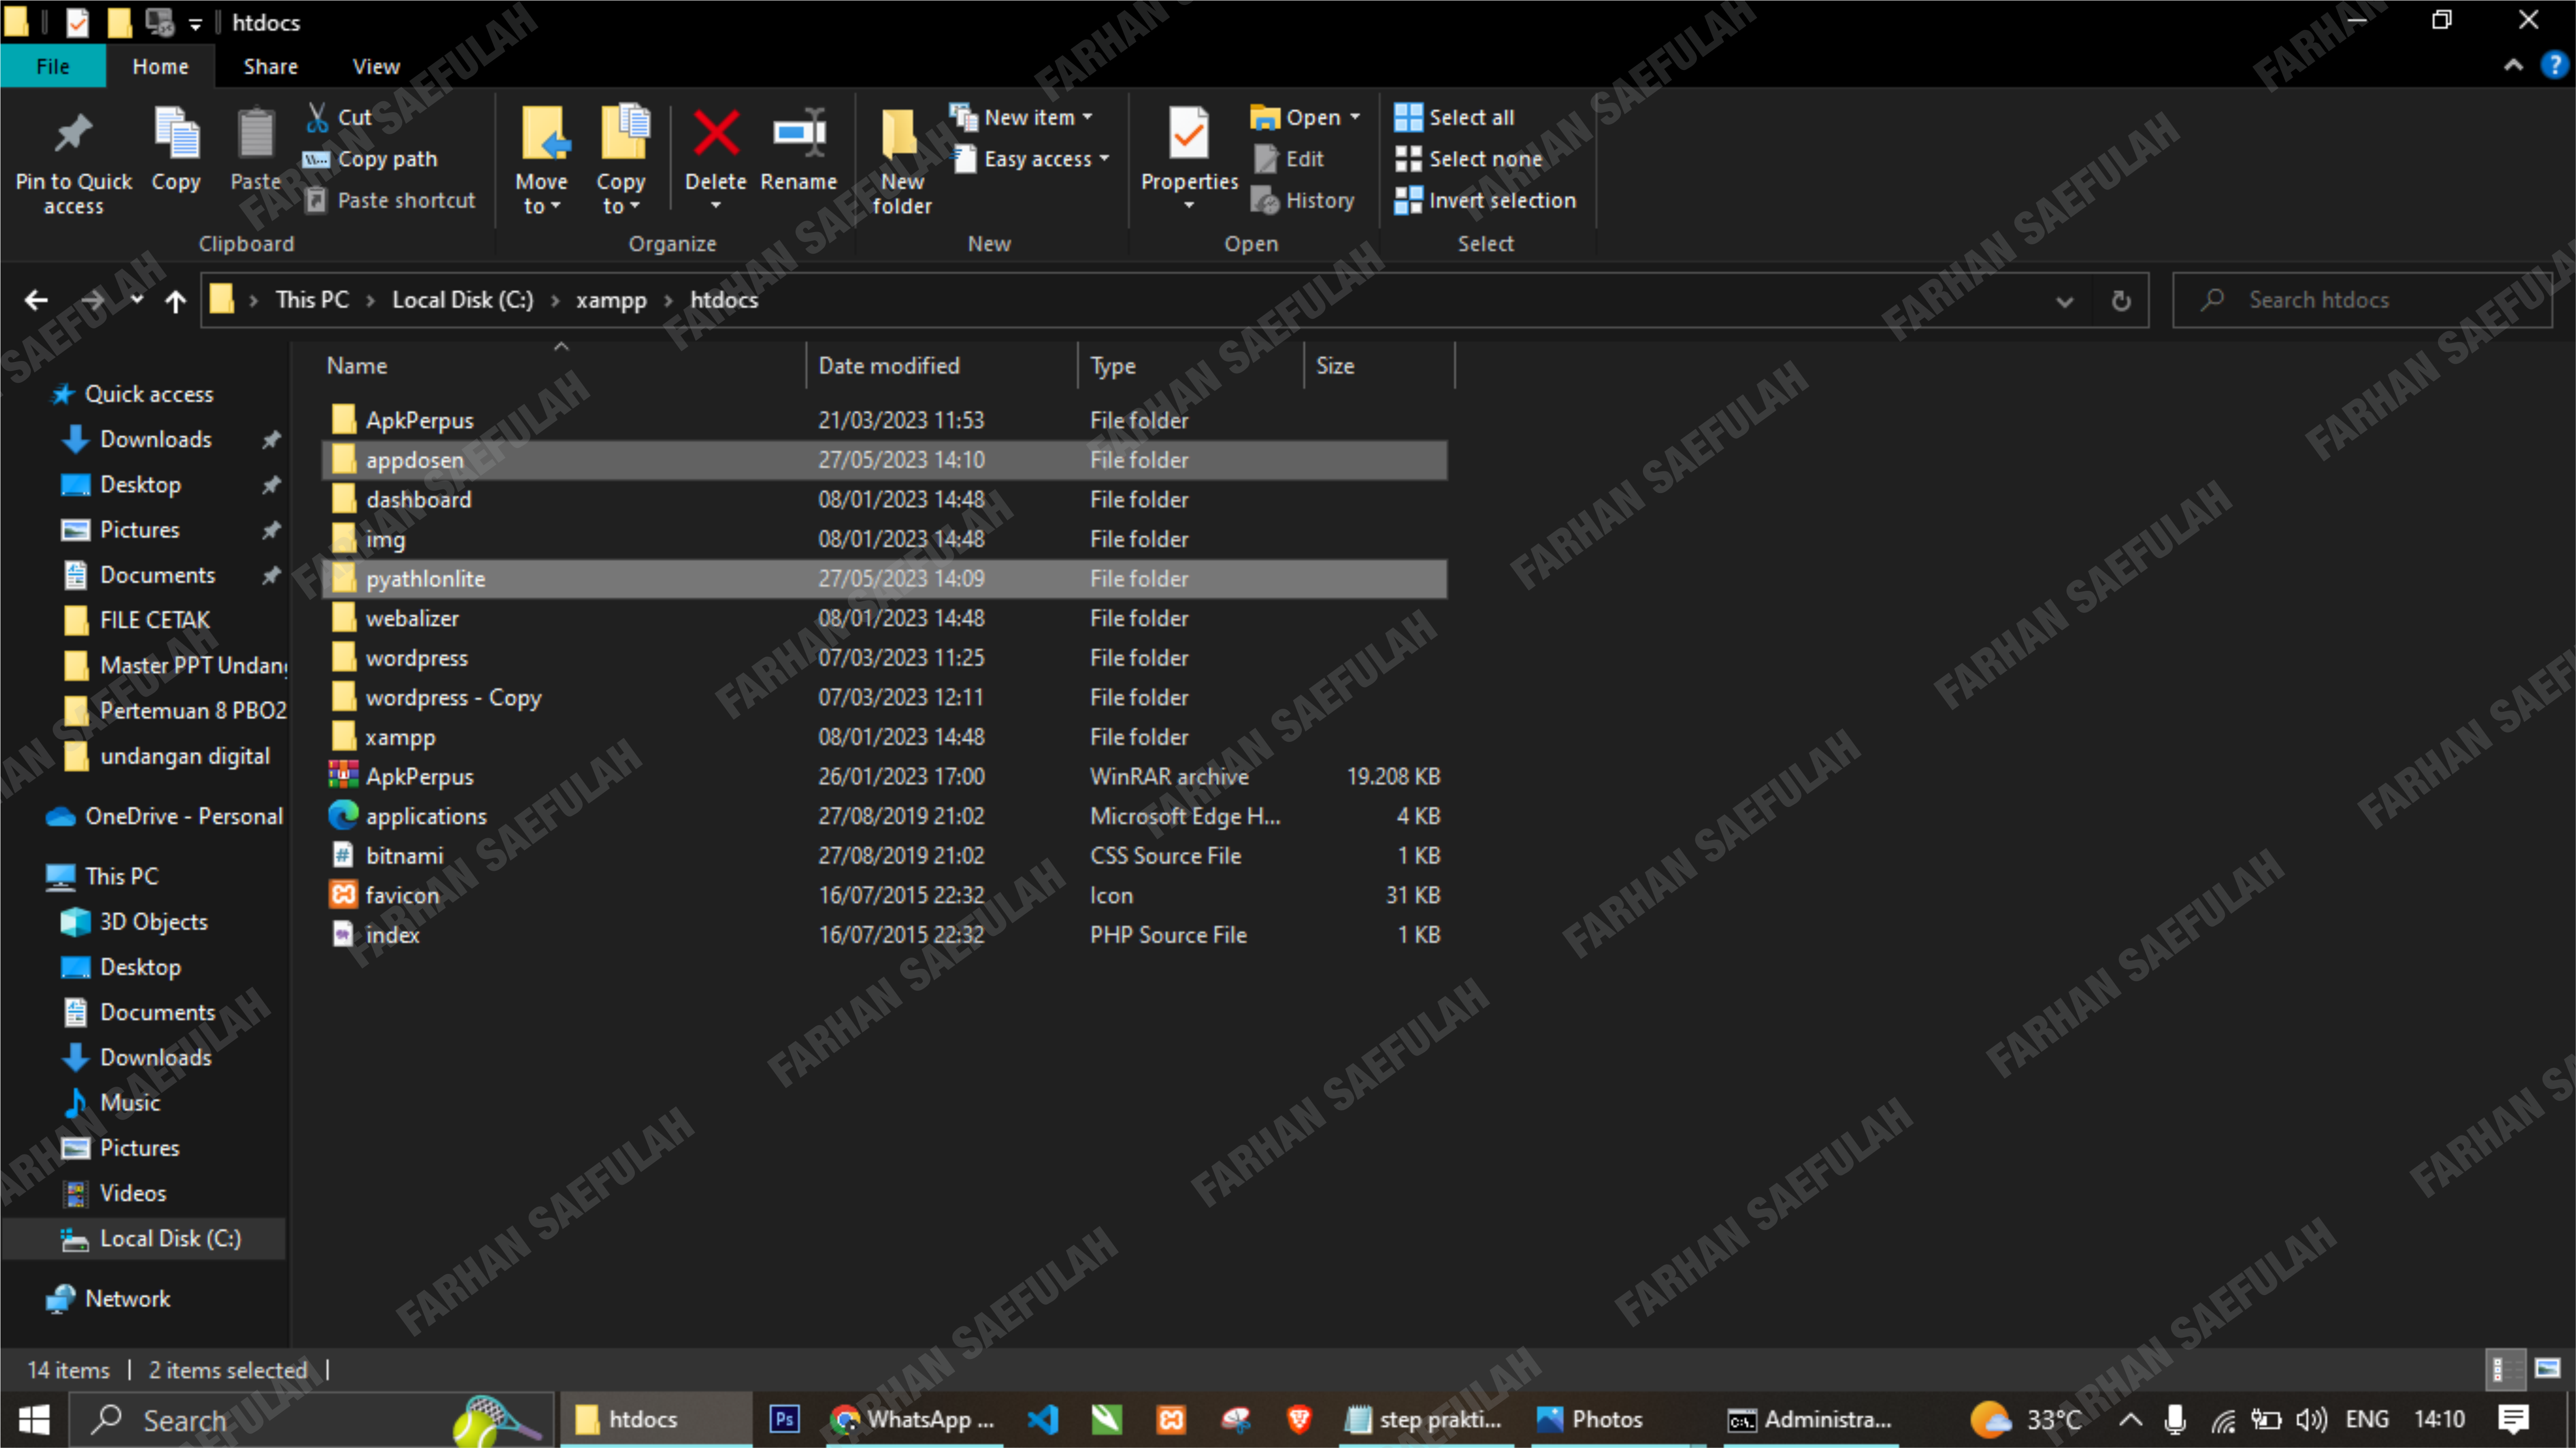 htdocs
File Home Share View
Pin to Quick access
Copy
Paste
Cut
Copy path
Paste shortcut
Clipboard
Move to
Copy to
Delete
Rename
Organize
New folder
New item
Easy access
New
Properties
Open
Edit
History
Open
Select all
Select none
Invert selection
Select
This PC > Local Disk (C:) > xampp > htdocs
Search htdocs
Quick access
Downloads
Desktop
Pictures
Documents
FILE CETAK
Master PPT Undang
Pertemuan 8 PBO2
undangan digital
OneDrive - Personal
This PC
3D Objects
Desktop
Documents
Downloads
Music
Pictures
Videos
Local Disk (C:)
Network
Name Date modified Type Size
ApkPerpus 21/03/2023 11:53 File folder
appdosen 27/05/2023 14:10 File folder
dashboard 08/01/2023 14:48 File folder
img 08/01/2023 14:48 File folder
pyathlonlite 27/05/2023 14:09 File folder
webalizer 08/01/2023 14:48 File folder
wordpress 07/03/2023 11:25 File folder
wordpress - Copy 07/03/2023 12:11 File folder
xampp 08/01/2023 14:48 File folder
ApkPerpus 26/01/2023 17:00 WinRAR archive 19.208 KB
applications 27/08/2019 21:02 Microsoft Edge H... 4 KB
bitnami 27/08/2019 21:02 CSS Source File 1 KB
favicon 16/07/2015 22:32 Icon 31 KB
index 16/07/2015 22:32 PHP Source File 1 KB
14 items | 2 items selected |
Search
htdocs
Ps
WhatsApp ...
step prakti...
Photos
Administra...
33°C
ENG
14:10
FARHAN SAEFULAH